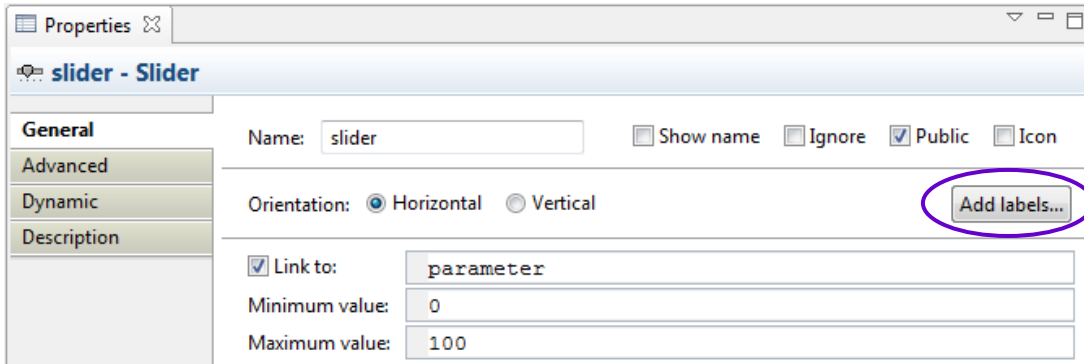 Properties
slider - Slider
General
Advanced
Dynamic
Description
Name: slider Show name Ignore Public Icon
Orientation: Horizontal Vertical Add labels...
Link to: parameter
Minimum value: 0
Maximum value: 100